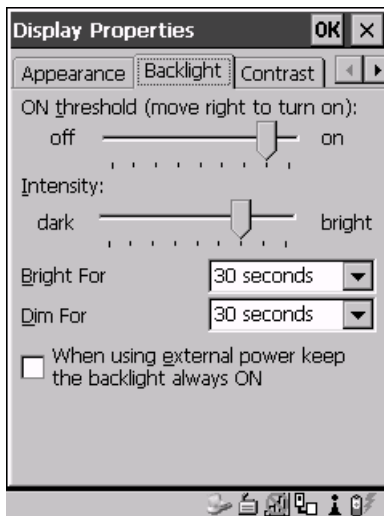 Display Properties OK ×
Appearance Backlight Contrast
ON threshold (move right to turn on):
off on
Intensity:
dark bright
Bright For 30 seconds
Dim For 30 seconds
When using external power keep
the backlight always ON